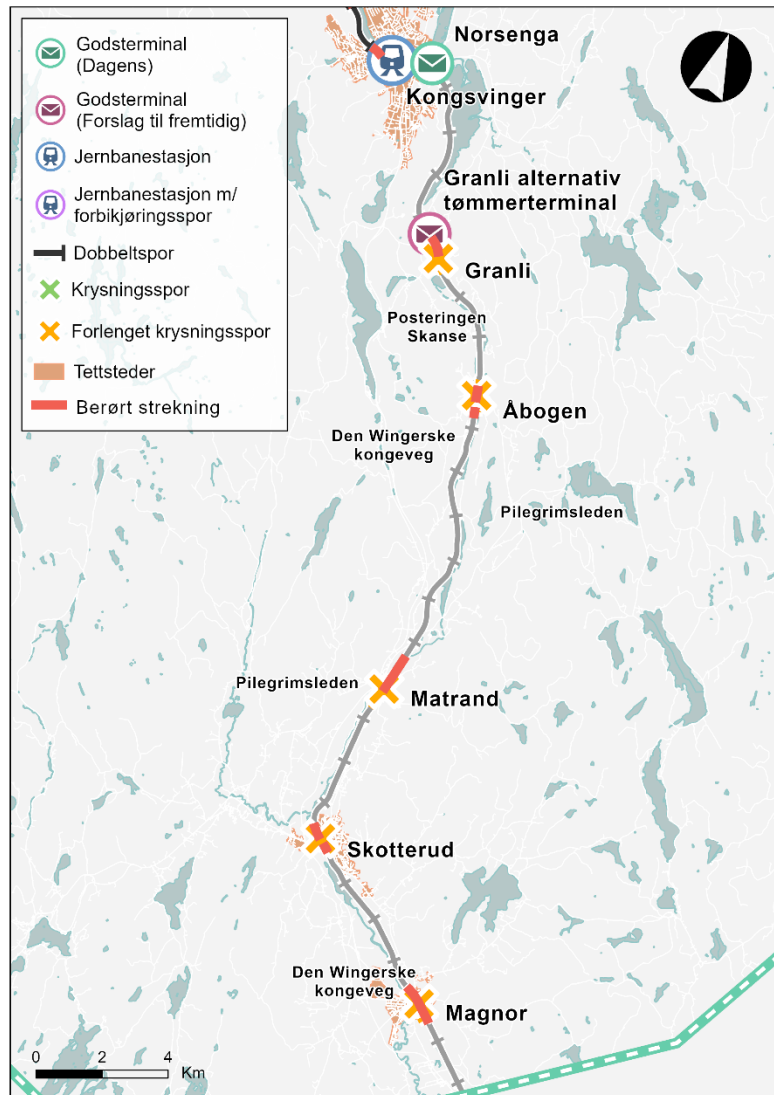 Godsterminal
(Dagens)
Godsterminal
(Forslag til fremtidig)
Jernbanestasjon
Jernbanestasjon m/
forbikjøringsspor
Dobbeltspor
Krysningsspor
Forlenget krysningsspor
Tettsteder
Berørt strekning
Norsenga
Kongsvinger
Granli alternativ
tømmerterminal
Granli
Posteringen
Skanse
Åbogen
Den Wingerske
kongeveg
Pilegrimsleden
Pilegrimsleden
Matrand
Skotterud
Den Wingerske
kongeveg
Magnor
0 2 4
Km